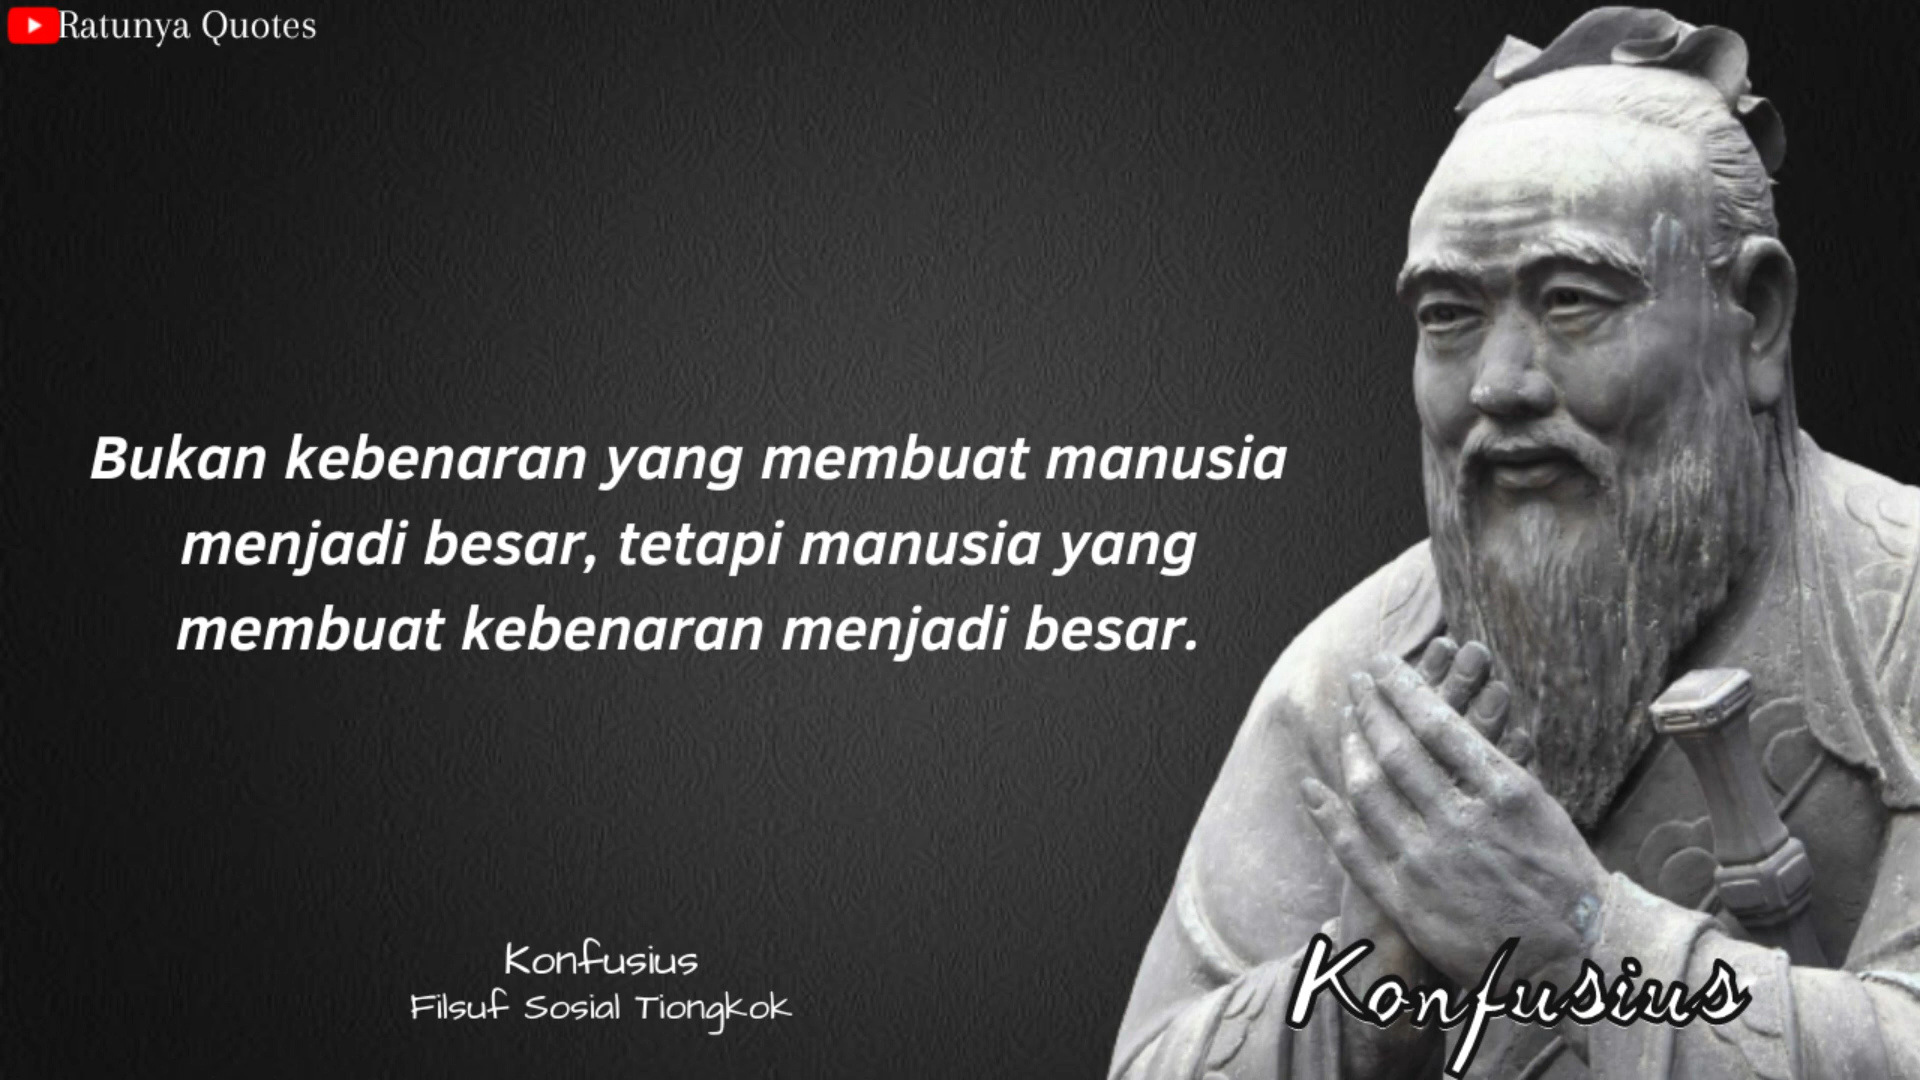 Ratunya Quotes
Bukan kebenaran yang membuat manusia
menjadi besar, tetapi manusia yang
membuat kebenaran menjadi besar.
Konfusius
Filsuf Sosial Tiongkok
Konfusius